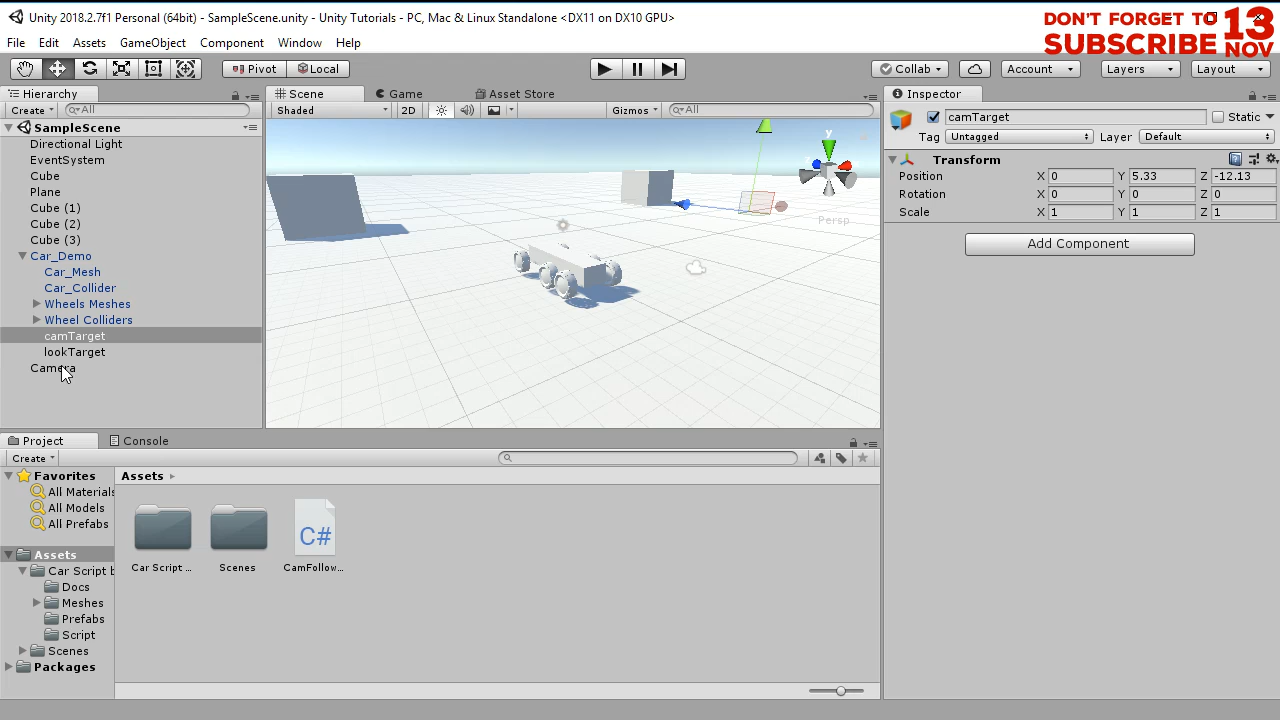 Unity 2018.2.7f1 Personal (64bit) - SampleScene.unity - Unity Tutorials - PC, Mac & Linux Standalone <DX11 on DX10 GPU>
DON'T FORGET TO
SUBSCRIBE
13
NOV
File Edit Assets GameObject Component Window Help
Pivot Local Collab Account Layers Layout
Hierarchy
Create All
SampleScene
Directional Light
EventSystem
Cube
Plane
Cube (1)
Cube (2)
Cube (3)
Car_Demo
Car_Mesh
Car_Collider
Wheels Meshes
Wheel Colliders
camTarget
lookTarget
Camera
Scene Game Asset Store
Shaded 2D Gizmos All
y
Persp
Inspector
camTarget Static
Tag Untagged Layer Default
Transform
Position X 0 Y 5.33 Z -12.13
Rotation X 0 Y 0 Z 0
Scale X 1 Y 1 Z 1
Add Component
Project Console
Create
Favorites
All Materials
All Models
All Prefabs
Assets
Car Script b
Docs
Meshes
Prefabs
Script
Scenes
Packages
Assets
C#
Car Script ... Scenes CamFollow...